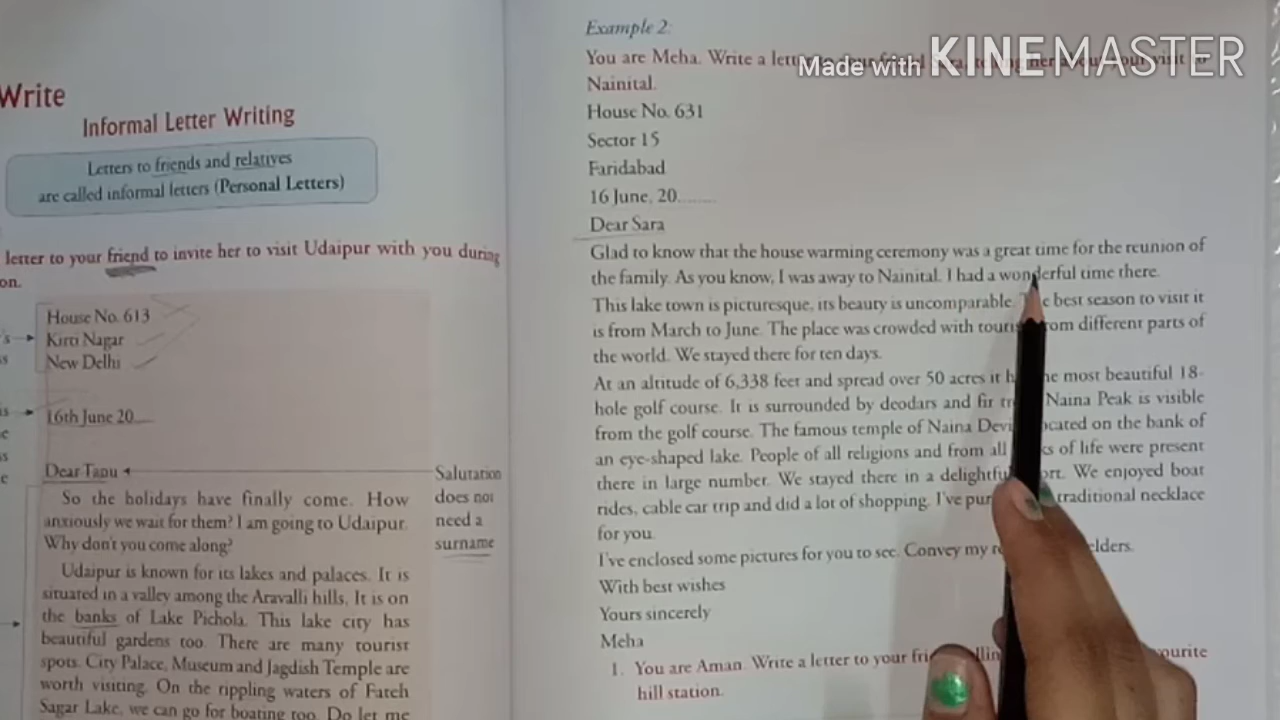 Write
Informal Letter Writing
Letters to friends and relatives
are called informal letters (Personal Letters)
letter to your friend to invite her to visit Udaipur with you during
on.
House No. 613
Kirti Nagar
New Delhi
16th June 20....
Dear Tanu
Salutation
does not
need a
surname
So the holidays have finally come. How
anxiously we wait for them? I am going to Udaipur.
Why don't you come along?
Udaipur is known for its lakes and palaces. It is
situated in a valley among the Aravalli hills. It is on
the banks of Lake Pichola. This lake city has
beautiful gardens too. There are many tourist
spots. City Palace, Museum and Jagdish Temple are
worth visiting. On the rippling waters of Fateh
Sagar Lake, we can go for boating too. Do let me
Example 2:
You are Meha. Write a
Nainital.
House No. 631
Sector 15
Faridabad
16 June, 20.........
Dear Sara
Glad to know that the house warming ceremony was a great time for the reunion of
the family. As you know, I was away to Nainital. I had a wonderful time there.
This lake town is picturesque, its beauty is uncomparable. best season to visit it
is from March to June. The place was crowded with from different parts of
the world. We stayed there for ten days.
At an altitude of 6,338 feet and spread over 50 acres it most beautiful 18-
hole golf course. It is surrounded by deodars and fir Naina Peak is visible
from the golf course. The famous temple of Naina Devi located on the bank of
an eye-shaped lake. People of all religions and from all of life were present
there in large number. We stayed there in a We enjoyed boat
rides, cable car trip and did a lot of shopping. I've traditional necklace
for you.
I've enclosed some pictures for you to see. Convey my elders.
With best wishes
Yours sincerely
Meha
1. You are Aman. Write a letter to your
hill station.
Made with KINEMASTER